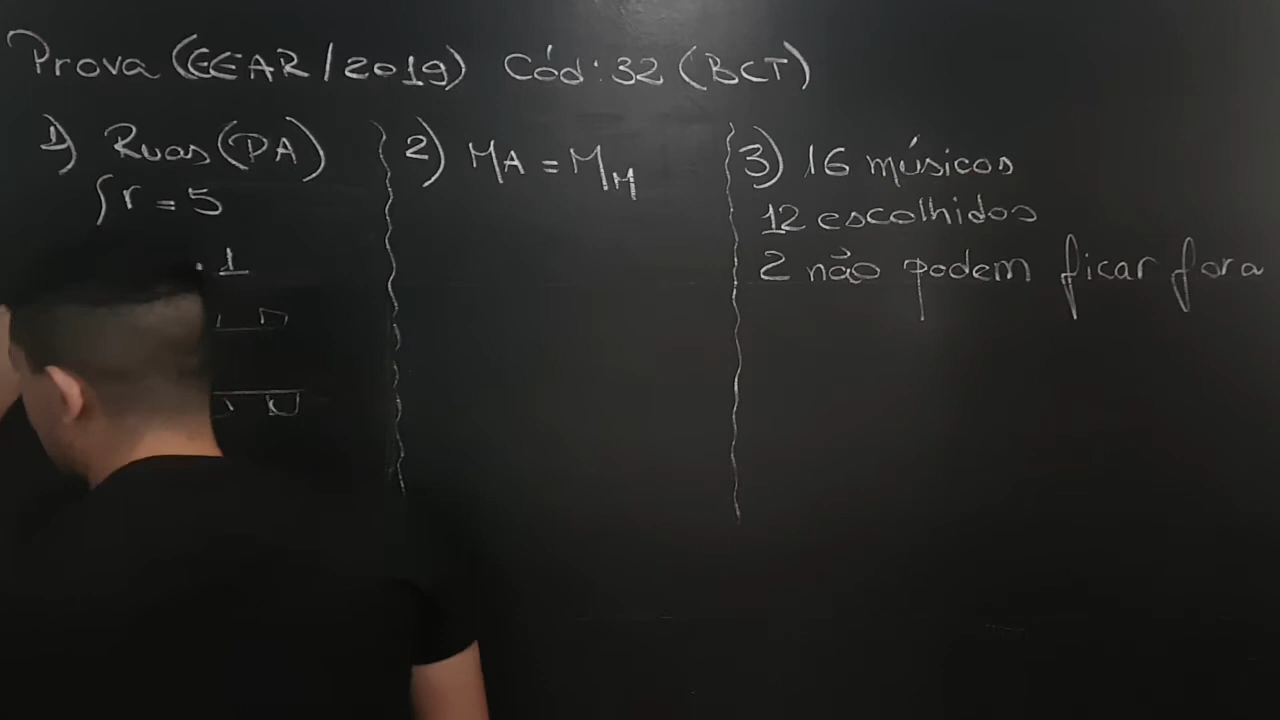 Prova (EEAR/2019) Cód: 32 (BCT)
1) Ruas (PA)
r = 5
. 1
2) MA = MM
3) 16 músicos
12 escolhidos
2 não podem ficar fora